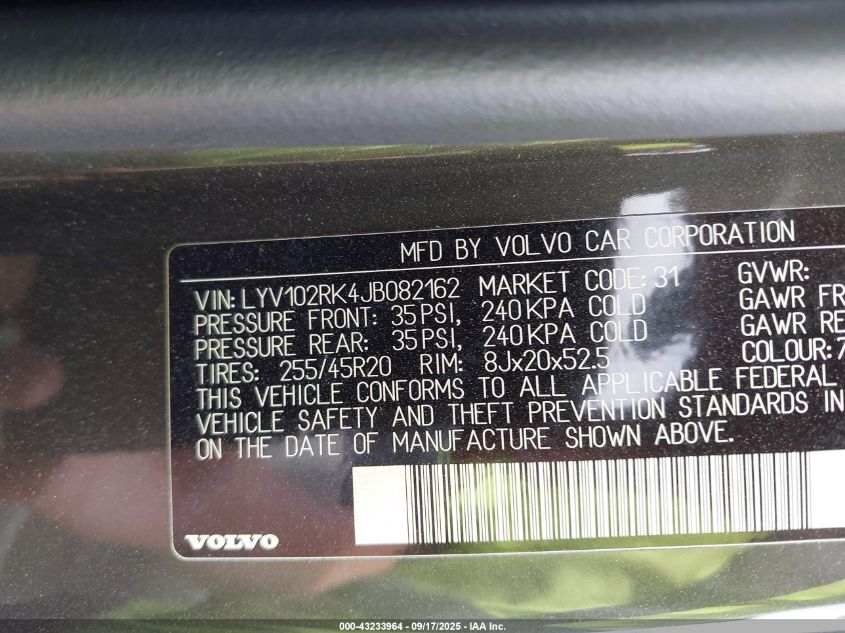 MFD BY VOLVO CAR CORPORATION
VIN: LYV102RK4JB082162 MARKET CODE: 31 GVWR:
PRESSURE FRONT: 35 PSI, 240 KPA COLD GAWR FR
PRESSURE REAR: 35 PSI, 240 KPA COLD GAWR RE
TIRES: 255/45R20 RIM: 8Jx20x52.5 COLOUR: 7
THIS VEHICLE CONFORMS TO ALL APPLICABLE FEDERAL
VEHICLE SAFETY AND THEFT PREVENTION STANDARDS IN
ON THE DATE OF MANUFACTURE SHOWN ABOVE.
VOLVO
000-43233964 - 09/17/2025 - IAA Inc.